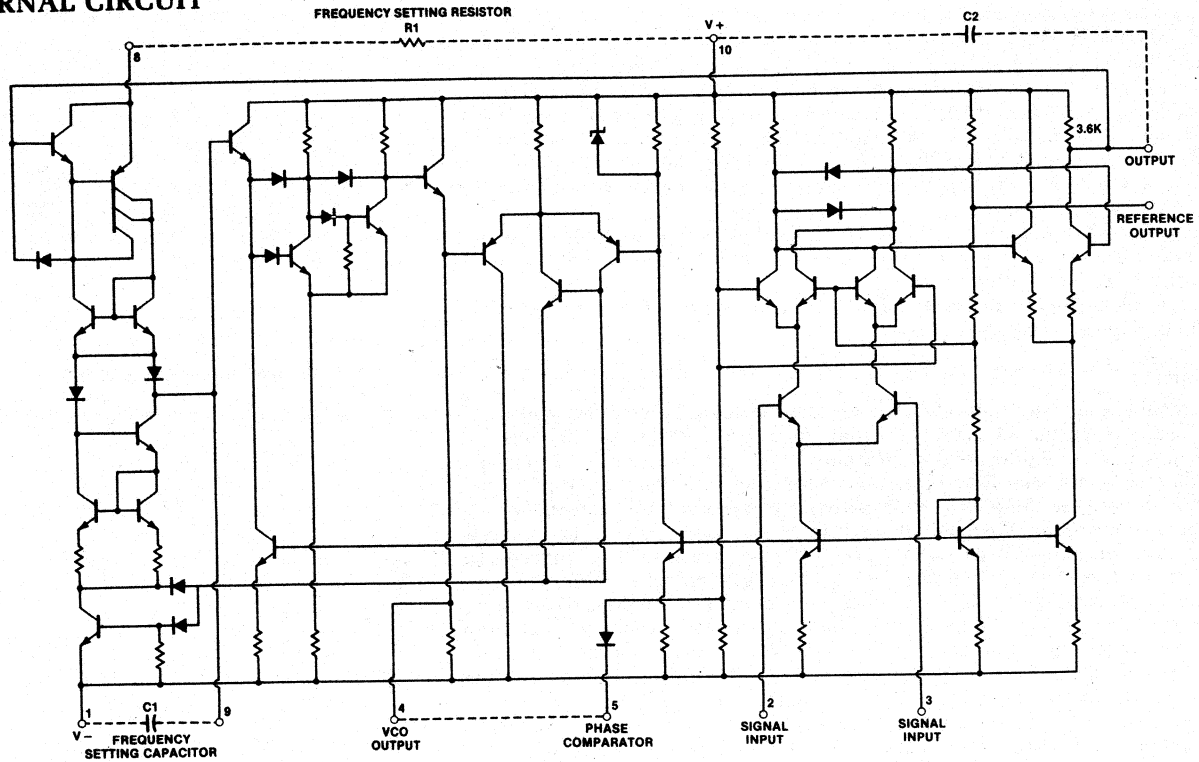 RNAL CIRCUIT
FREQUENCY SETTING RESISTOR
R1
V+
C2
8
10
3.6K
OUTPUT
REFERENCE
OUTPUT
1
C1
9
4
5
2
3
V–
FREQUENCY
SETTING CAPACITOR
VCO
OUTPUT
PHASE
COMPARATOR
SIGNAL
INPUT
SIGNAL
INPUT